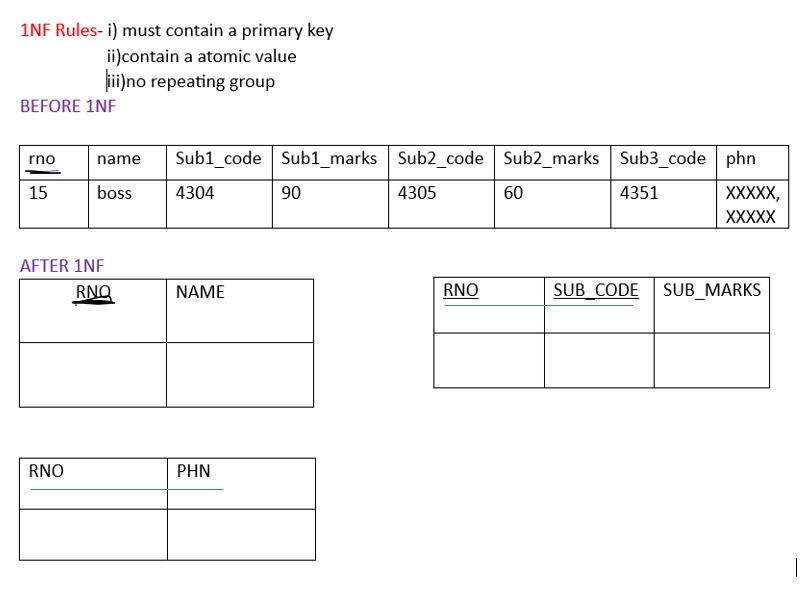 1NF Rules- i) must contain a primary key
ii)contain a atomic value
iii)no repeating group
BEFORE 1NF
rno name Sub1_code Sub1_marks Sub2_code Sub2_marks Sub3_code phn
15 boss 4304 90 4305 60 4351 XXXXX,
XXXXX
AFTER 1NF
RNO NAME
RNO SUB_CODE SUB_MARKS
RNO PHN